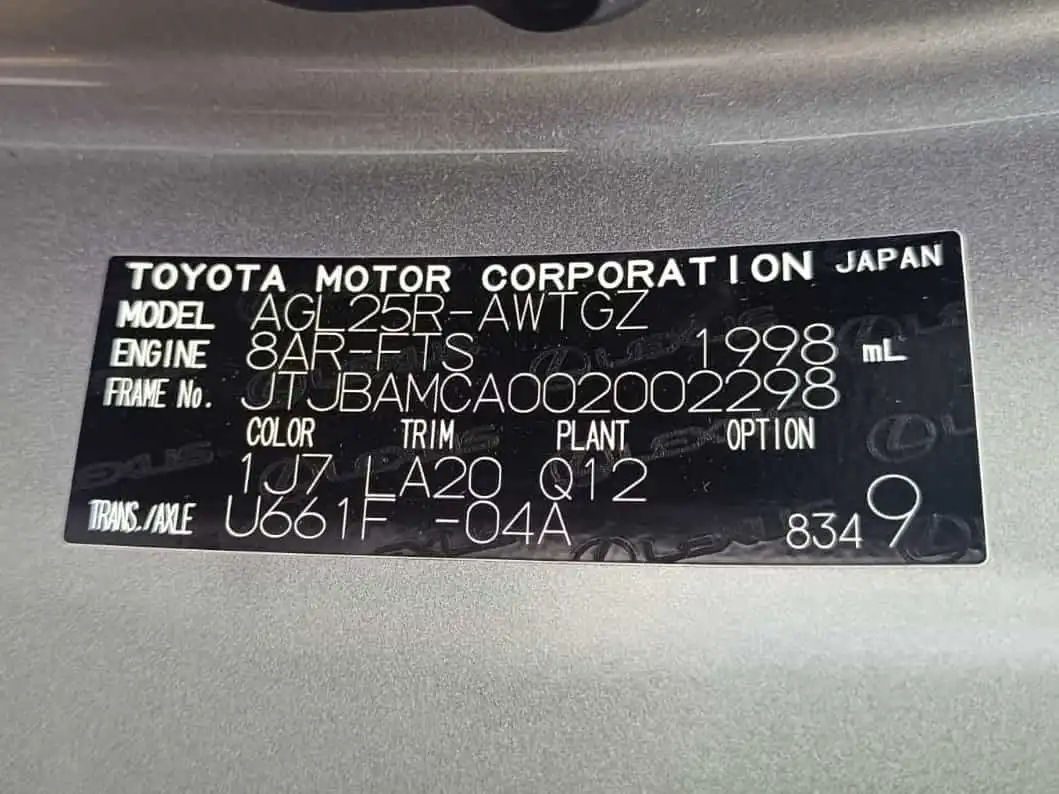 TOYOTA MOTOR CORPORATION JAPAN
MODEL AGL25R-AWTGZ
ENGINE 8AR-FTS 1998 mL
FRAME No. JTJBAMCA002002298
COLOR TRIM PLANT OPTION
1J7 LA20 Q12
TRANS./AXLE U661F -04A 8349